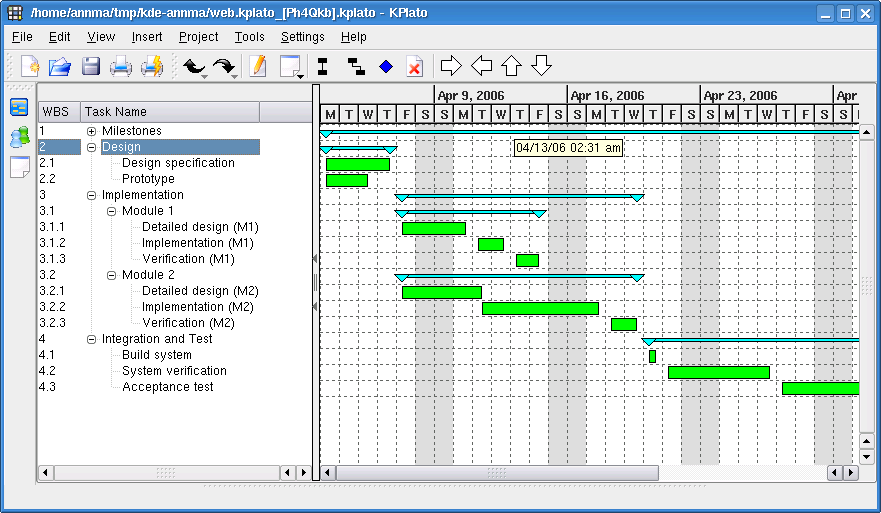 /home/annma/tmp/kde-annma/web.kplato_[Ph4Qkb].kplato - KPlato
File Edit View Insert Project Tools Settings Help
Apr 9, 2006 Apr 16, 2006 Apr 23, 2006 Apr
WBS Task Name M T W T F S S M T W T F S S M T W T F S S M T W T F S S
1 Milestones
2 Design 04/13/06 02:31 am
2.1 Design specification
2.2 Prototype
3 Implementation
3.1 Module 1
3.1.1 Detailed design (M1)
3.1.2 Implementation (M1)
3.1.3 Verification (M1)
3.2 Module 2
3.2.1 Detailed design (M2)
3.2.2 Implementation (M2)
3.2.3 Verification (M2)
4 Integration and Test
4.1 Build system
4.2 System verification
4.3 Acceptance test